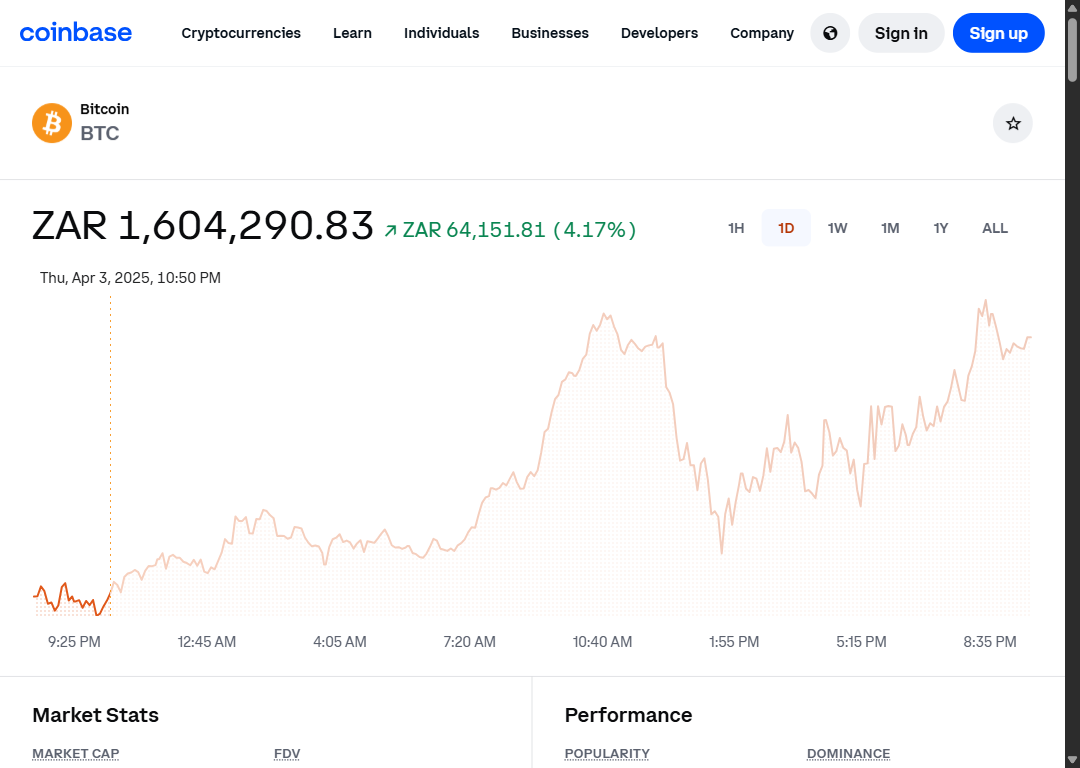 coinbase
Cryptocurrencies Learn Individuals Businesses Developers Company Sign in Sign up
Bitcoin
BTC
ZAR 1,604,290.83 ↗ ZAR 64,151.81 (4.17%) 1H 1D 1W 1M 1Y ALL
Thu, Apr 3, 2025, 10:50 PM
9:25 PM 12:45 AM 4:05 AM 7:20 AM 10:40 AM 1:55 PM 5:15 PM 8:35 PM
Market Stats
MARKET CAP FDV
Performance
POPULARITY DOMINANCE